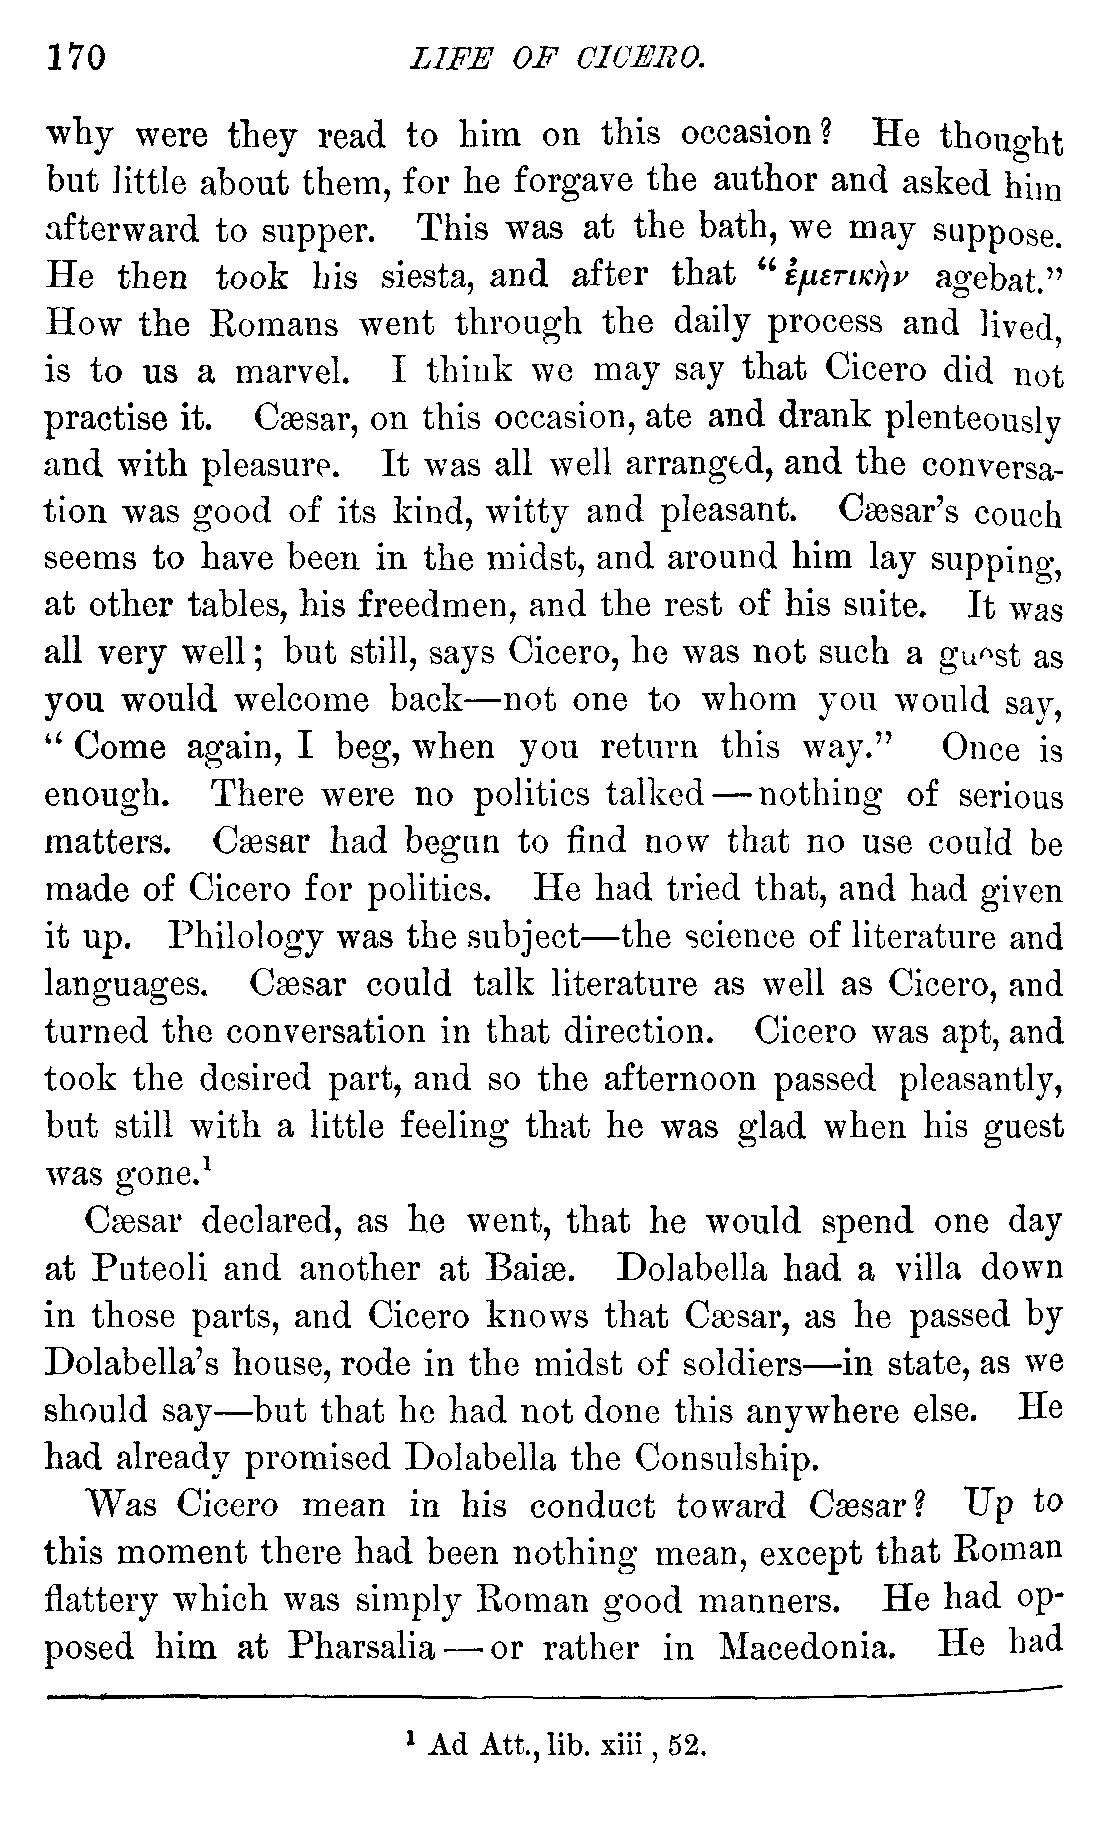 170 LIFE OF CICERO.
why were they read to him on this occasion? He thought
but little about them, for he forgave the author and asked him
afterward to supper. This was at the bath, we may suppose.
He then took his siesta, and after that “ἐμετικὴν agebat.”
How the Romans went through the daily process and lived,
is to us a marvel. I think we may say that Cicero did not
practise it. Cæsar, on this occasion, ate and drank plenteously
and with pleasure. It was all well arranged, and the conversa-
tion was good of its kind, witty and pleasant. Cæsar’s couch
seems to have been in the midst, and around him lay supping,
at other tables, his freedmen, and the rest of his suite. It was
all very well; but still, says Cicero, he was not such a guest as
you would welcome back—not one to whom you would say,
“Come again, I beg, when you return this way.” Once is
enough. There were no politics talked—nothing of serious
matters. Cæsar had begun to find now that no use could be
made of Cicero for politics. He had tried that, and had given
it up. Philology was the subject—the science of literature and
languages. Cæsar could talk literature as well as Cicero, and
turned the conversation in that direction. Cicero was apt, and
took the desired part, and so the afternoon passed pleasantly,
but still with a little feeling that he was glad when his guest
was gone.¹
Cæsar declared, as he went, that he would spend one day
at Puteoli and another at Baiæ. Dolabella had a villa down
in those parts, and Cicero knows that Cæsar, as he passed by
Dolabella’s house, rode in the midst of soldiers—in state, as we
should say—but that he had not done this anywhere else. He
had already promised Dolabella the Consulship.
Was Cicero mean in his conduct toward Cæsar? Up to
this moment there had been nothing mean, except that Roman
flattery which was simply Roman good manners. He had op-
posed him at Pharsalia—or rather in Macedonia. He had
¹ Ad Att., lib. xiii, 52.